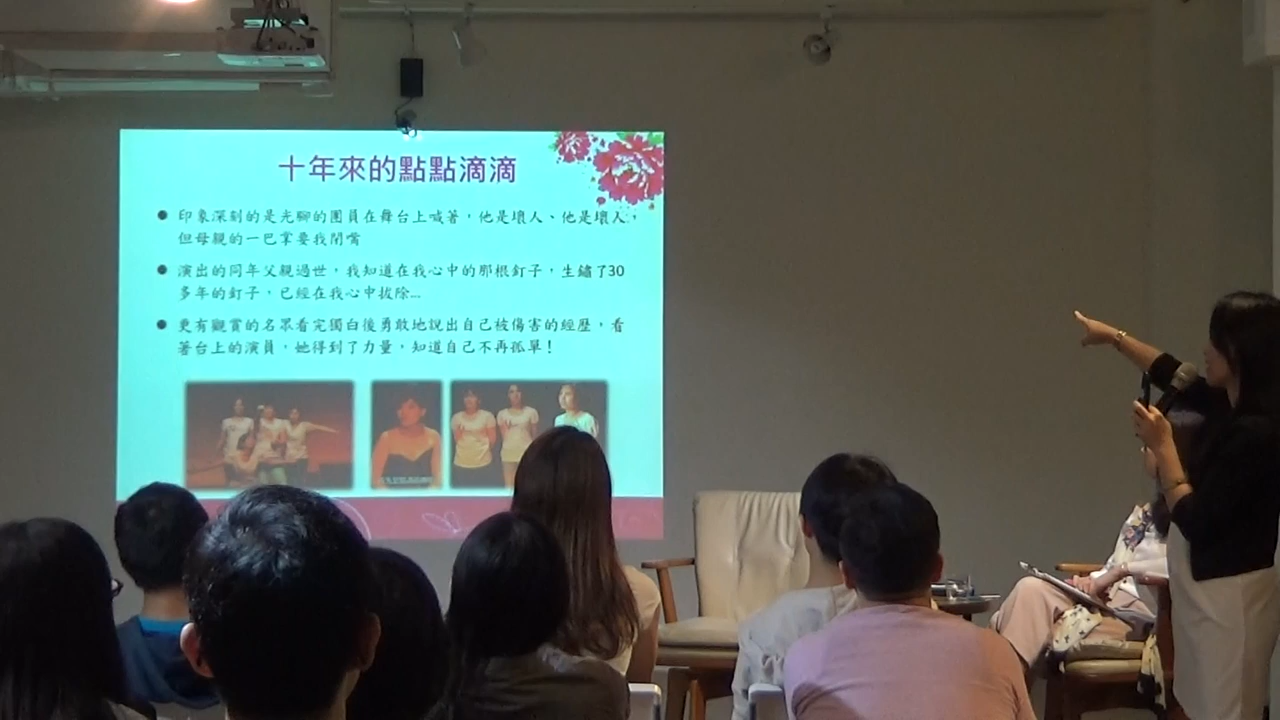 十年來的點點滴滴
印象深刻的是光腳的團員在舞台上喊著，他是壞人、他是壞人，
但母親的一巴掌要我閉嘴
演出的同年父親過世，我知道在我心中的那根釘子，生鏽了30
多年的釘子，已經在我心中拔除…
更有觀賞的名眾看完獨白後勇敢地說出自己被傷害的經歷，看
著台上的演員，她得到了力量，知道自己不再孤單！